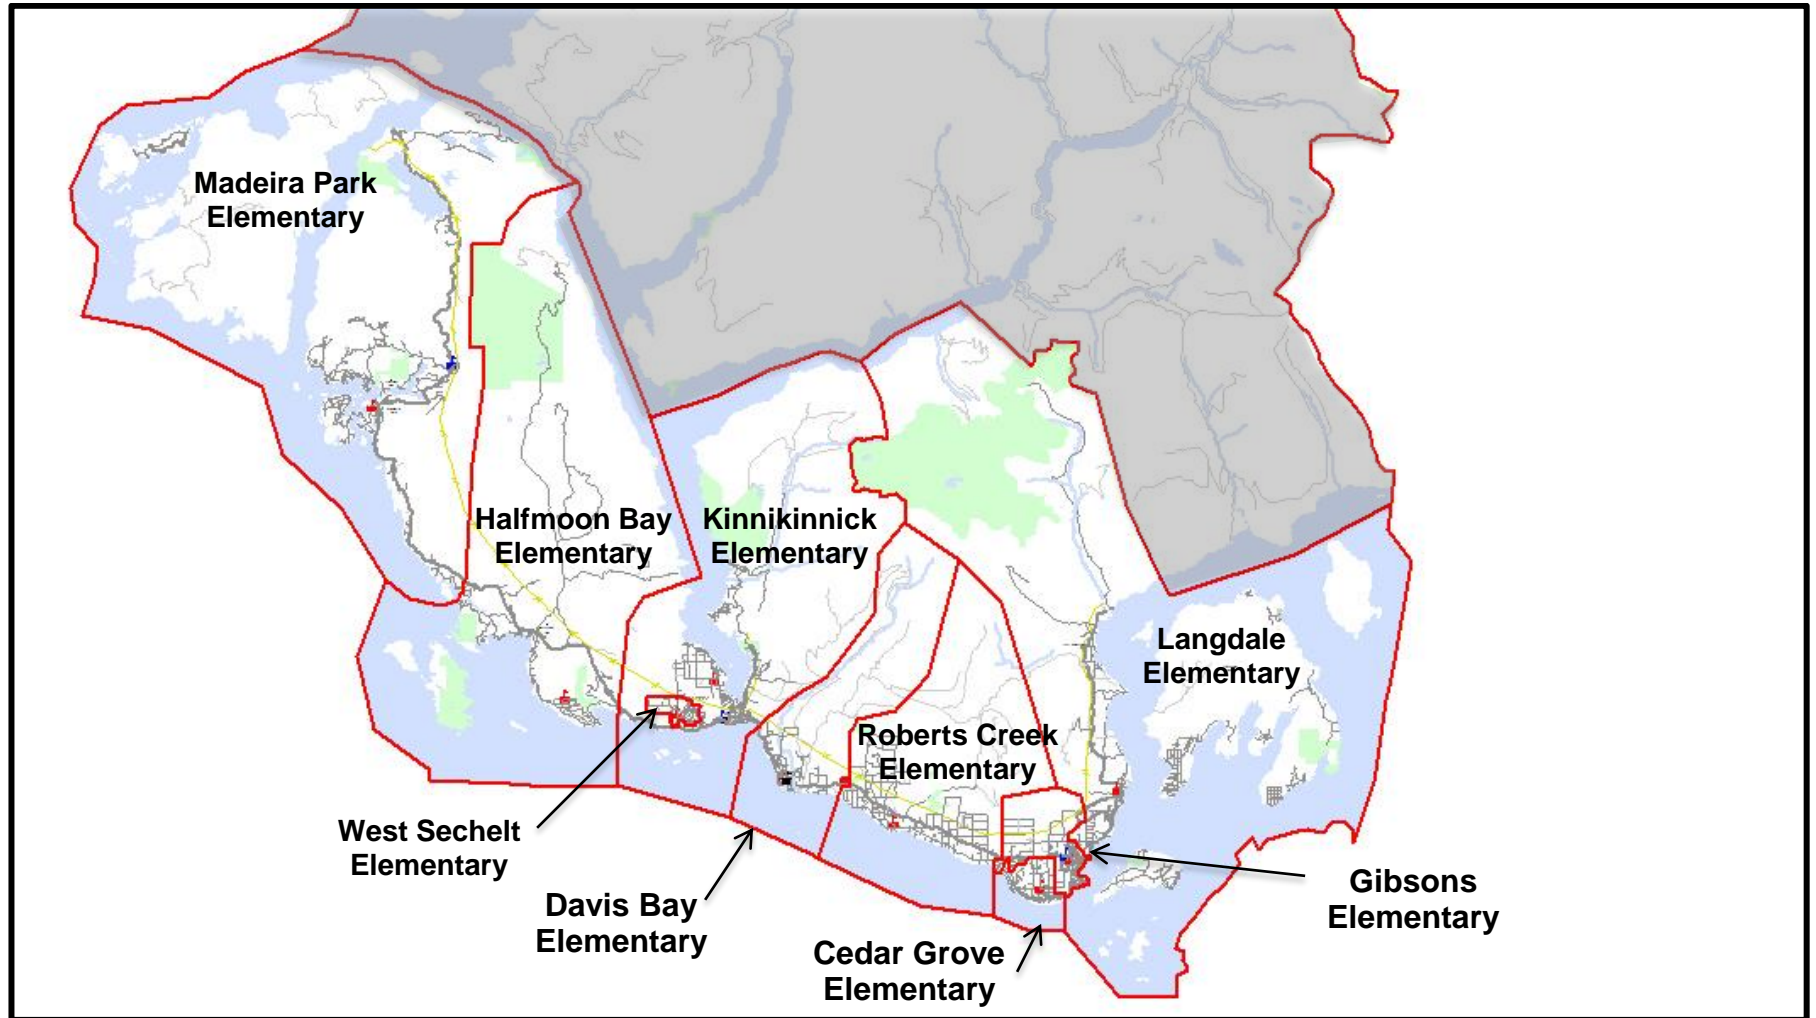 Madeira Park
Elementary
Halfmoon Bay
Elementary
Kinnikinnick
Elementary
Langdale
Elementary
Roberts Creek
Elementary
West Sechelt
Elementary
Davis Bay
Elementary
Cedar Grove
Elementary
Gibsons
Elementary